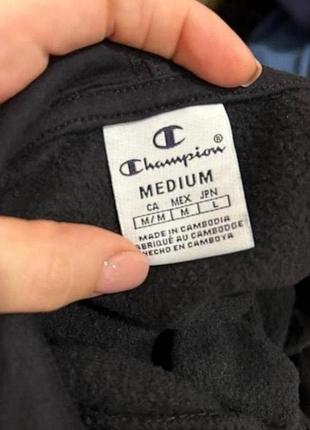 Champion
MEDIUM
CA MEX JPN
M/M M L
MADE IN CAMBODIA
FABRIQUÉ AU CAMBODGE
HECHO EN CAMBOYA